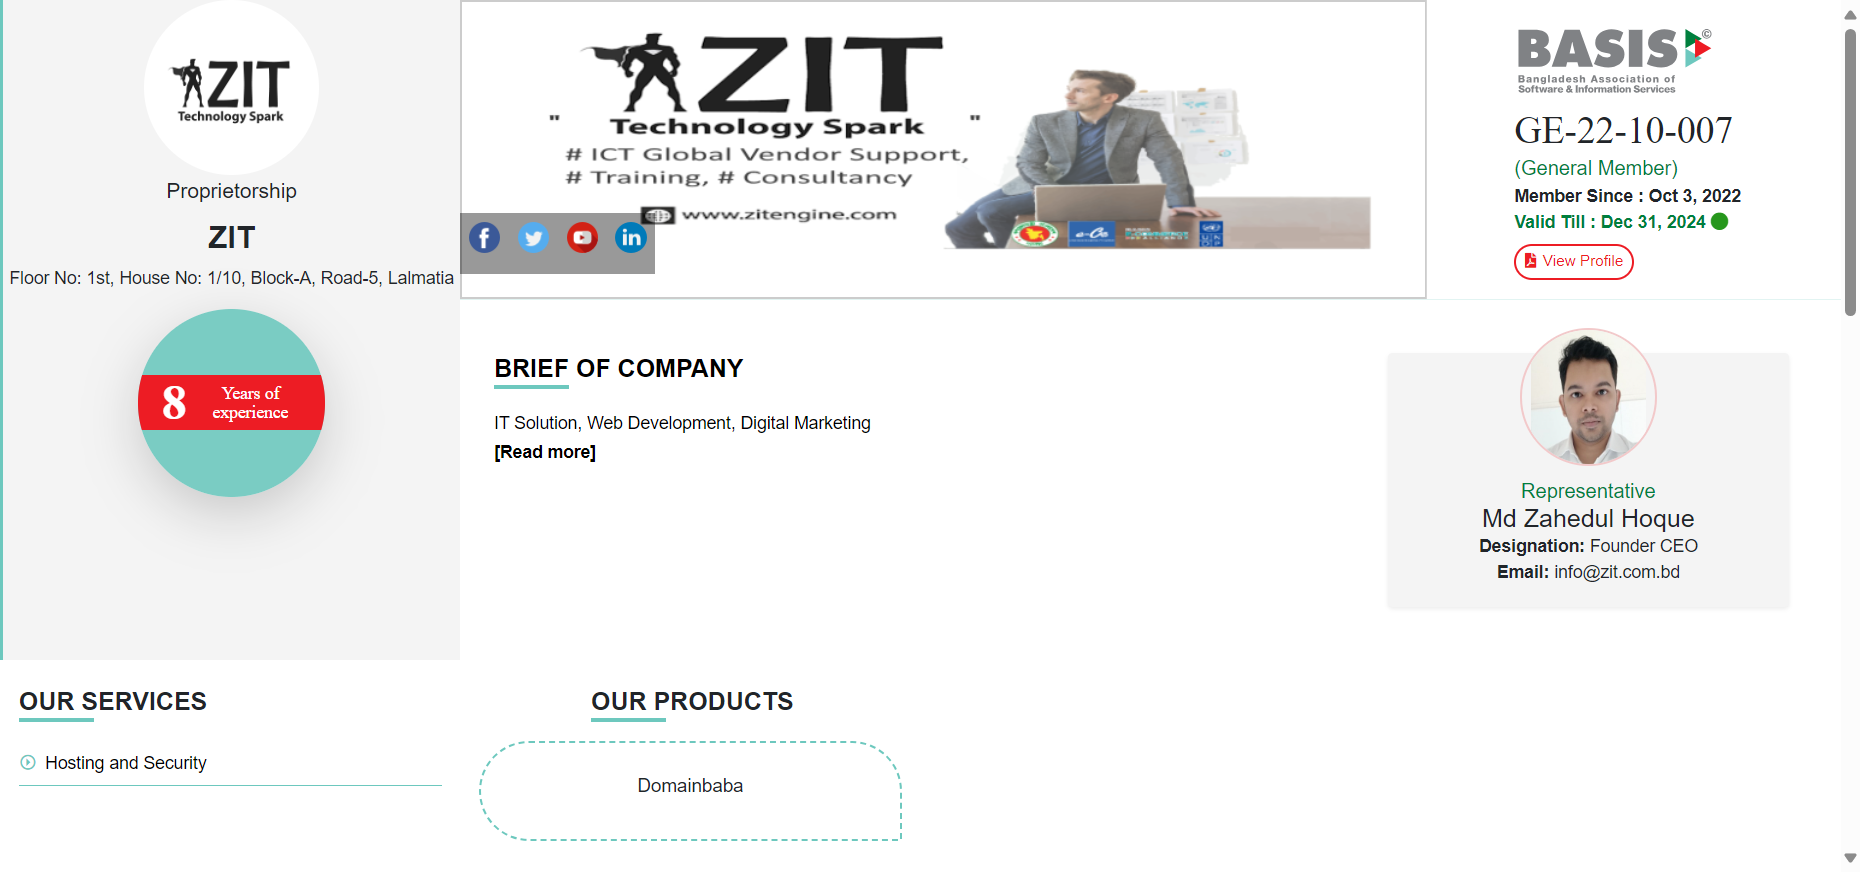 ZIT
Technology Spark
Proprietorship
ZIT
Floor No: 1st, House No: 1/10, Block-A, Road-5, Lalmatia
8 Years of
experience
ZIT
" Technology Spark "
# ICT Global Vendor Support,
# Training, # Consultancy
www.zitengine.com
BASIS ©
Bangladesh Association of
Software & Information Services
GE-22-10-007
(General Member)
Member Since : Oct 3, 2022
Valid Till : Dec 31, 2024
View Profile
BRIEF OF COMPANY
IT Solution, Web Development, Digital Marketing
[Read more]
Representative
Md Zahedul Hoque
Designation: Founder CEO
Email: info@zit.com.bd
OUR SERVICES
Hosting and Security
OUR PRODUCTS
Domainbaba